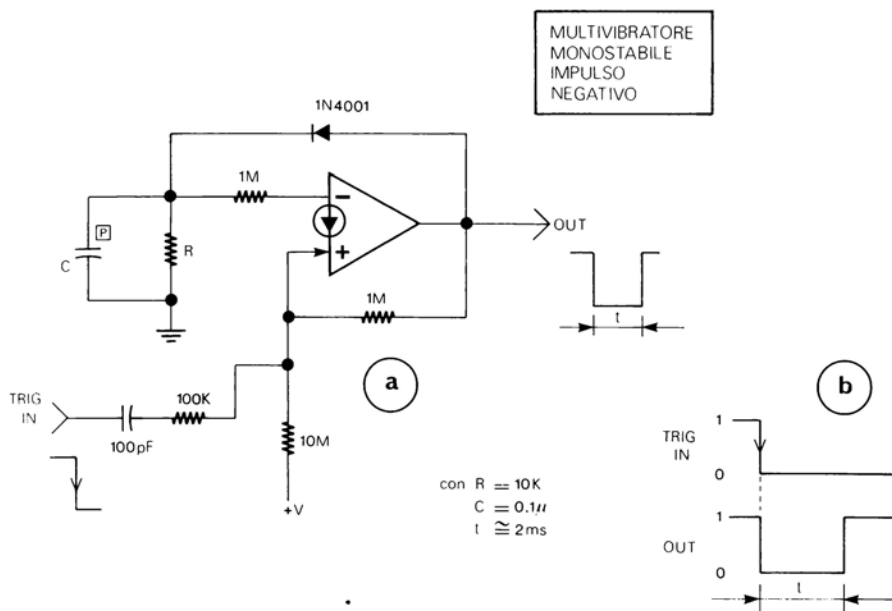 MULTIVIBRATORE
MONOSTABILE
IMPULSO
NEGATIVO
1N4001
1M
−
P
C
R
+
OUT
1M
t
a
b
TRIG
IN
100K
100pF
10M
+V
con R = 10K
C = 0.1µ
t ≅ 2ms
1
TRIG
IN
0
1
OUT
0
t